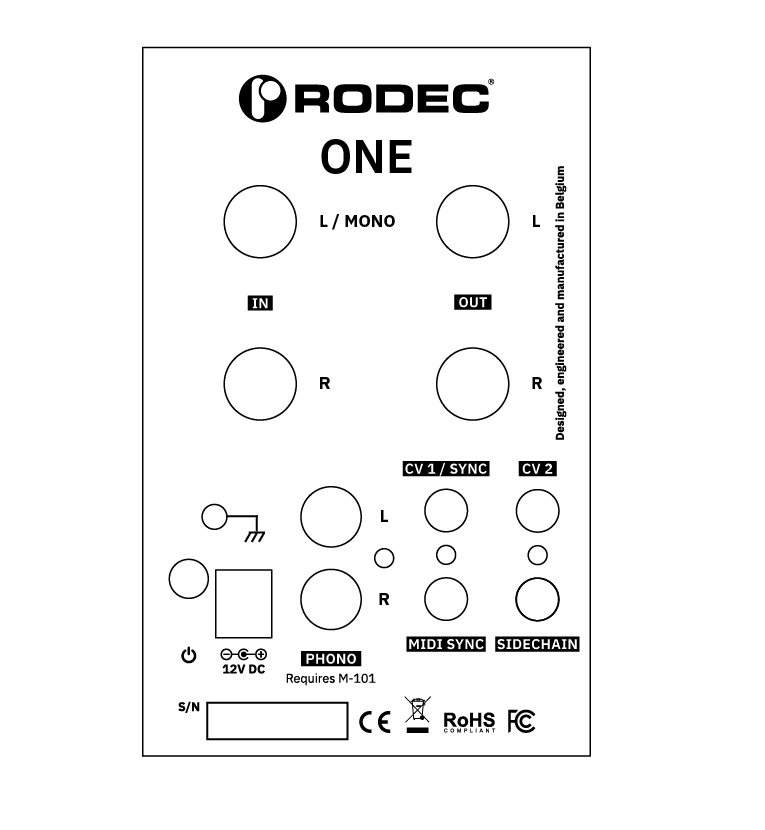 RODEC®
ONE
L / MONO
L
IN
OUT
R
R
Designed, engineered and manufactured in Belgium
CV 1 / SYNC
CV 2
L
R
MIDI SYNC
SIDECHAIN
12V DC
PHONO
Requires M-101
S/N
CE
RoHS
COMPLIANT
FC